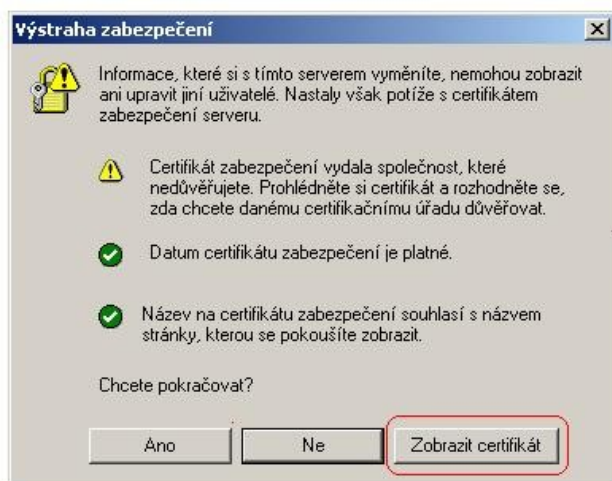 Výstraha zabezpečení
Informace, které si s tímto serverem vyměníte, nemohou zobrazit
ani upravit jiní uživatelé. Nastaly však potíže s certifikátem
zabezpečení serveru.
Certifikát zabezpečení vydala společnost, které
nedůvěřujete. Prohlédněte si certifikát a rozhodněte se,
zda chcete danému certifikačnímu úřadu důvěřovat.
Datum certifikátu zabezpečení je platné.
Název na certifikátu zabezpečení souhlasí s názvem
stránky, kterou se pokoušíte zobrazit.
Chcete pokračovat?
Ano Ne Zobrazit certifikát